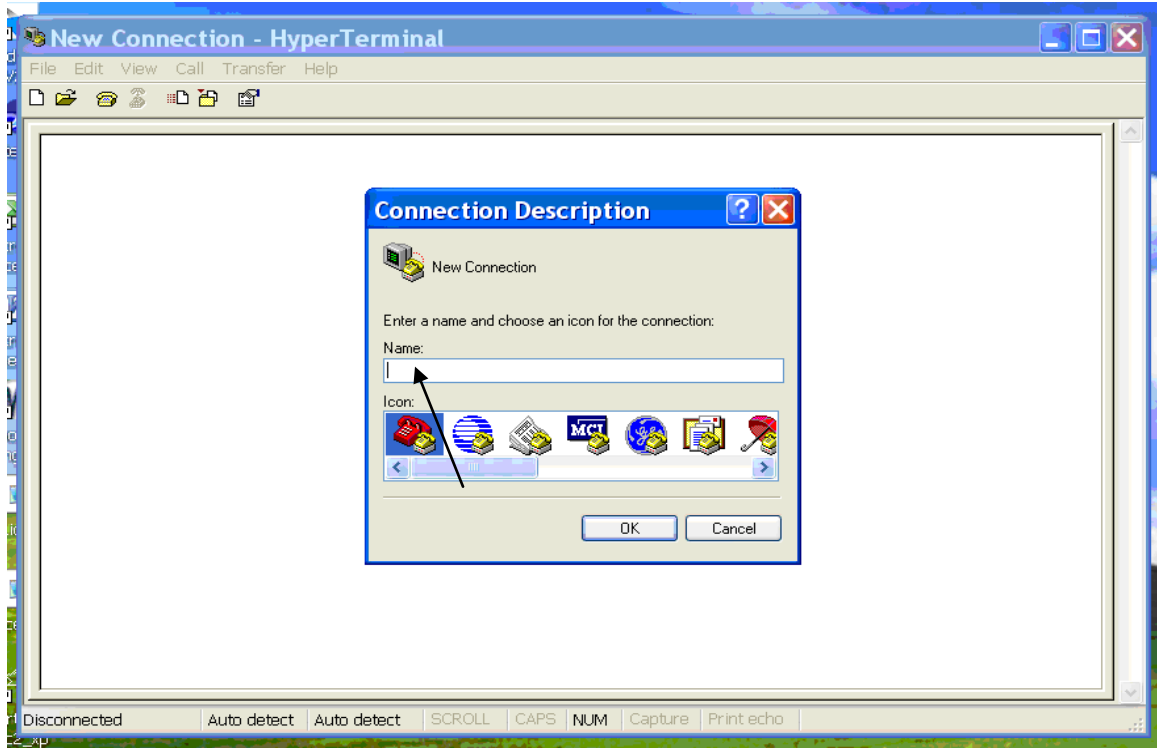 New Connection - HyperTerminal
File Edit View Call Transfer Help
Connection Description
New Connection
Enter a name and choose an icon for the connection:
Name:
Icon:
MCI
OK Cancel
Disconnected Auto detect Auto detect SCROLL CAPS NUM Capture Print echo